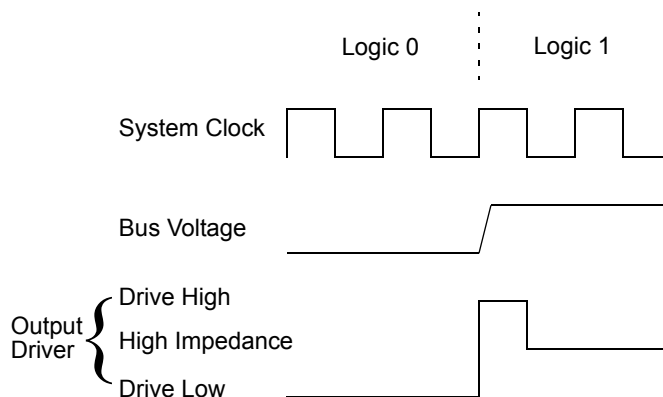 Logic 0
Logic 1
System Clock
Bus Voltage
Drive High
Output
Driver
High Impedance
Drive Low